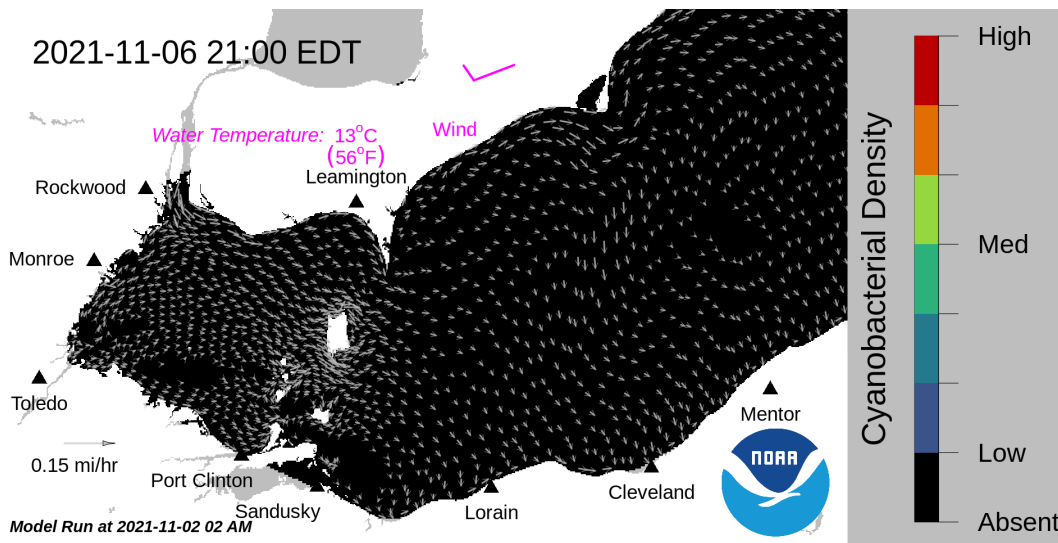 2021-11-06 21:00 EDT
Water Temperature: 13°C
(56°F)
Wind
Leamington
Rockwood
Monroe
Toledo
0.15 mi/hr
Port Clinton
Sandusky
Lorain
Cleveland
Mentor
NOAA
Model Run at 2021-11-02 02 AM
Cyanobacterial Density
High
Med
Low
Absent